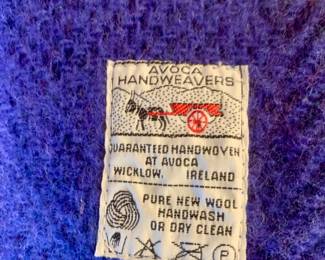 AVOCA
HANDWEAVERS
GUARANTEED HANDWOVEN
AT AVOCA
WICKLOW, IRELAND
PURE NEW WOOL
HANDWASH
OR DRY CLEAN
P